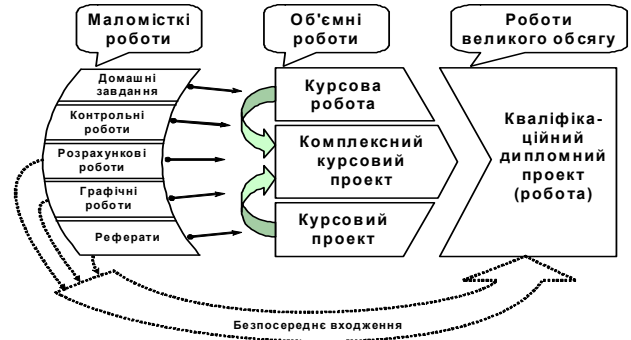 Маломісткі
роботи
Об'ємні
роботи
Роботи
великого обсягу
Домашні
завдання
Контрольні
роботи
Розрахункові
роботи
Графічні
роботи
Реферати
Курсова
робота
Комплексний
курсовий
проект
Курсовий
проект
Кваліфіка-
ційний
дипломний
проект
(робота)
Безпосереднє входження